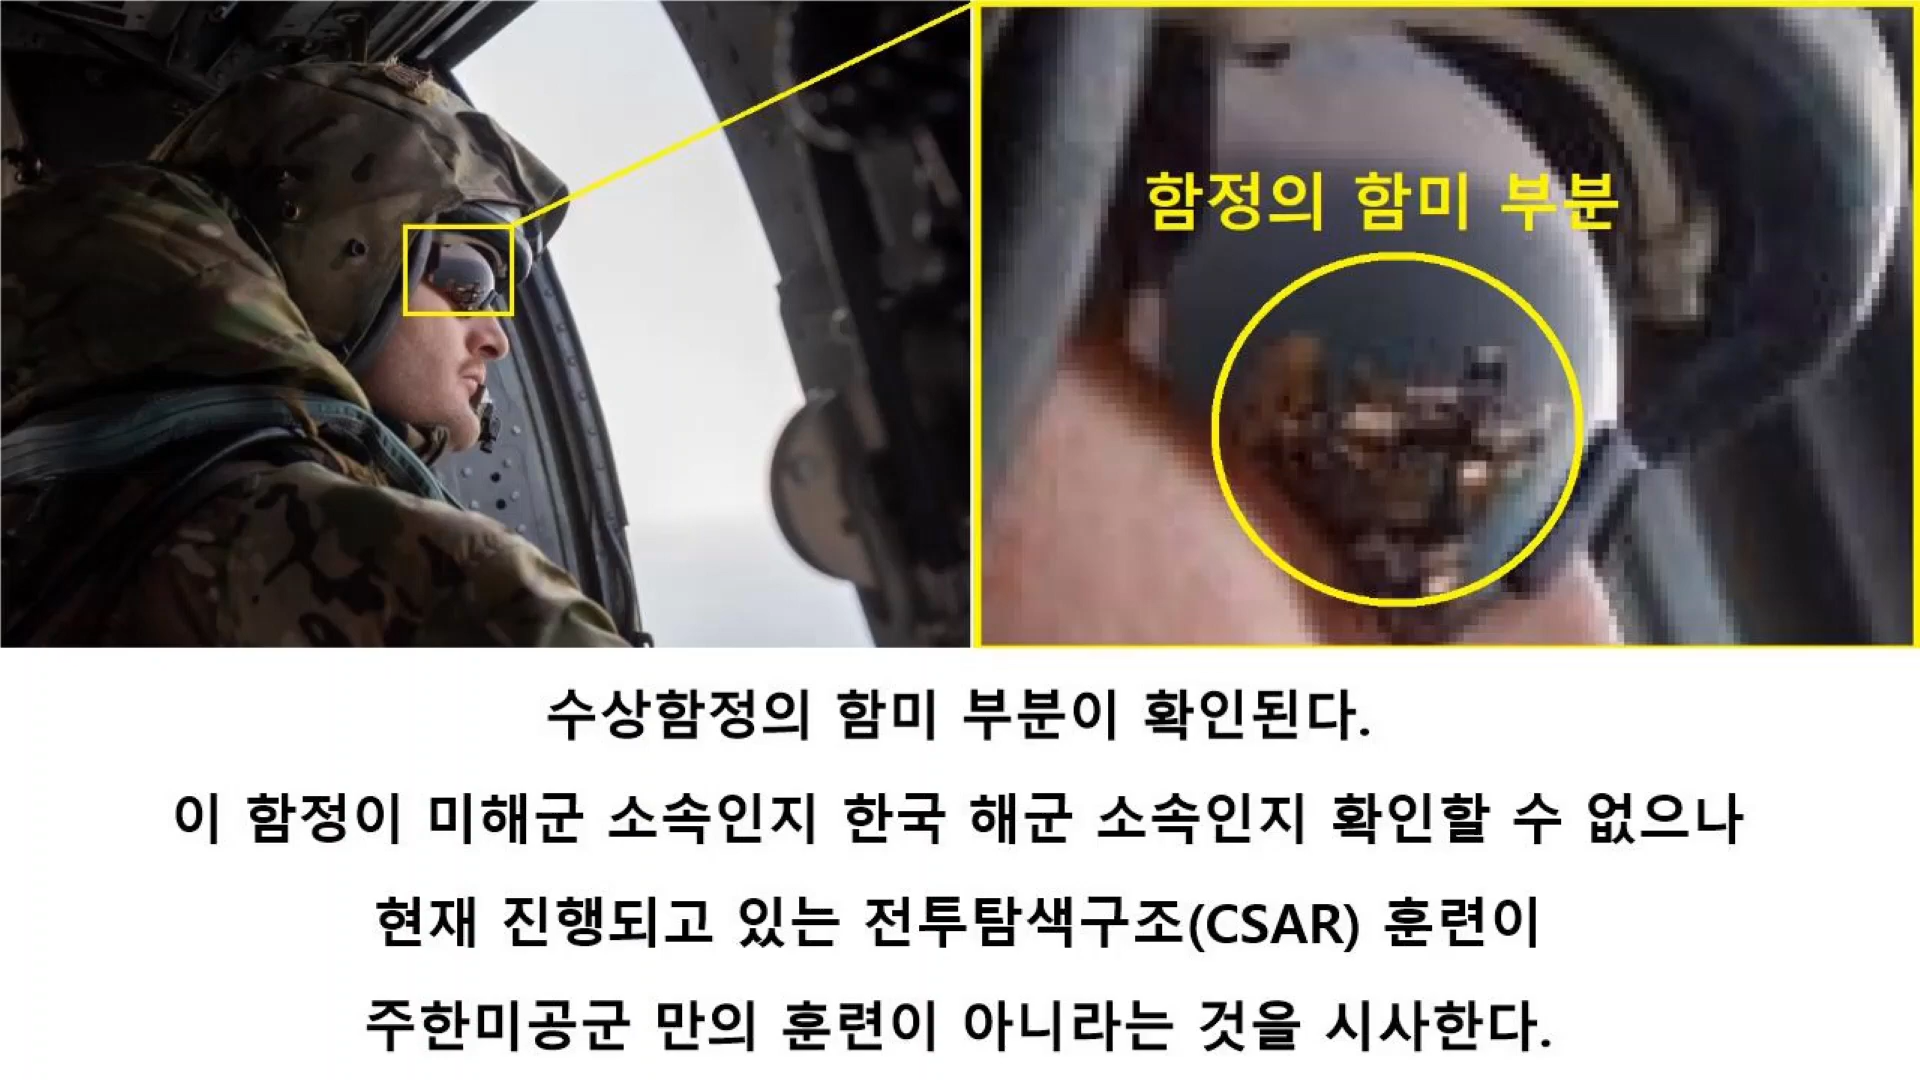 함정의 함미 부분
수상함정의 함미 부분이 확인된다.
이 함정이 미해군 소속인지 한국 해군 소속인지 확인할 수 없으나
현재 진행되고 있는 전투탐색구조(CSAR) 훈련이
주한미공군 만의 훈련이 아니라는 것을 시사한다.